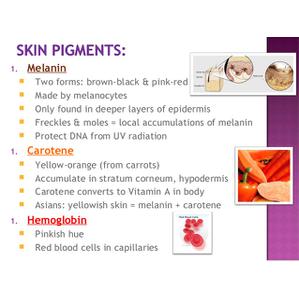 SKIN PIGMENTS:
1. Melanin
Two forms: brown-black & pink-red
Made by melanocytes
Only found in deeper layers of epidermis
Freckles & moles = local accumulations of melanin
Protect DNA from UV radiation
1. Carotene
Yellow-orange (from carrots)
Accumulate in stratum corneum, hypodermis
Carotene converts to Vitamin A in body
Asians: yellowish skin = melanin + carotene
1. Hemoglobin
Pinkish hue
Red blood cells in capillaries